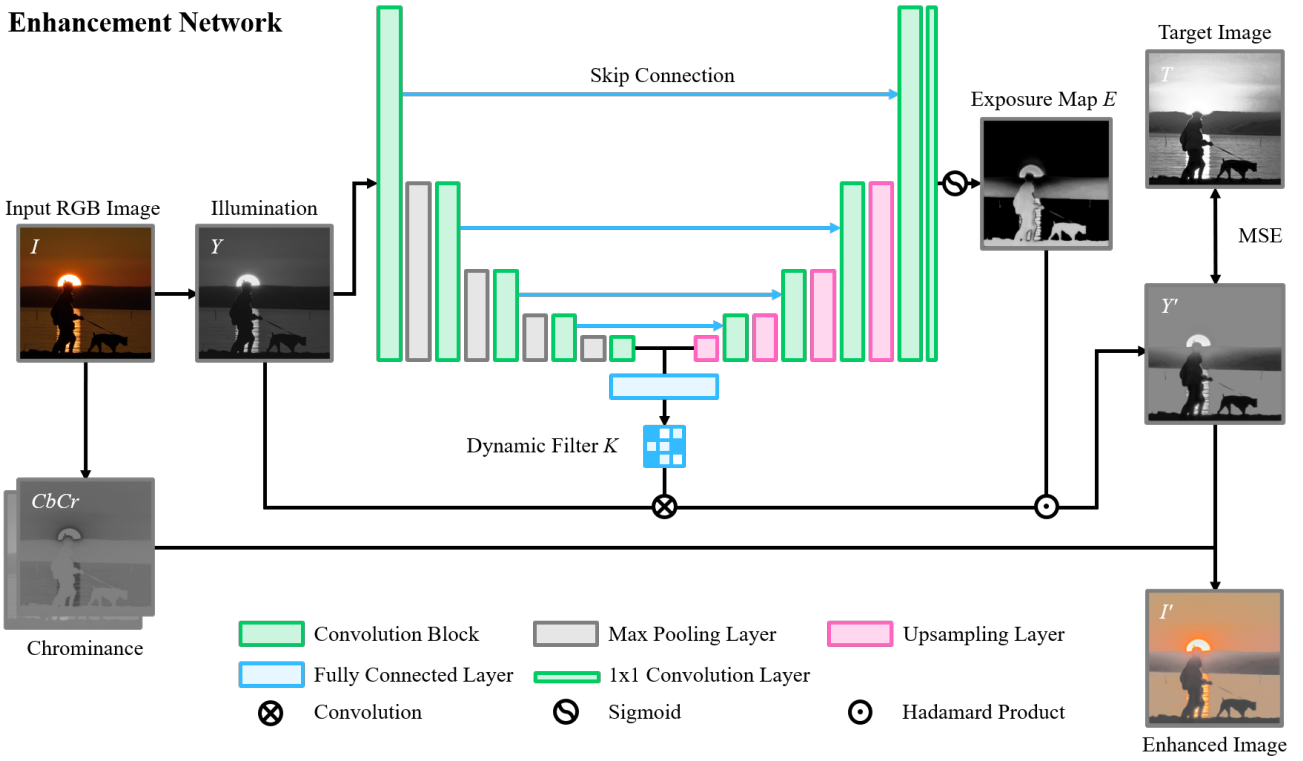 Enhancement Network
Skip Connection
Target Image
T
Exposure Map E
Input RGB Image
Illumination
I
Y
MSE
Y'
Dynamic Filter K
CbCr
Chrominance
I'
Enhanced Image
Convolution Block
Max Pooling Layer
Upsampling Layer
Fully Connected Layer
1x1 Convolution Layer
Convolution
Sigmoid
Hadamard Product